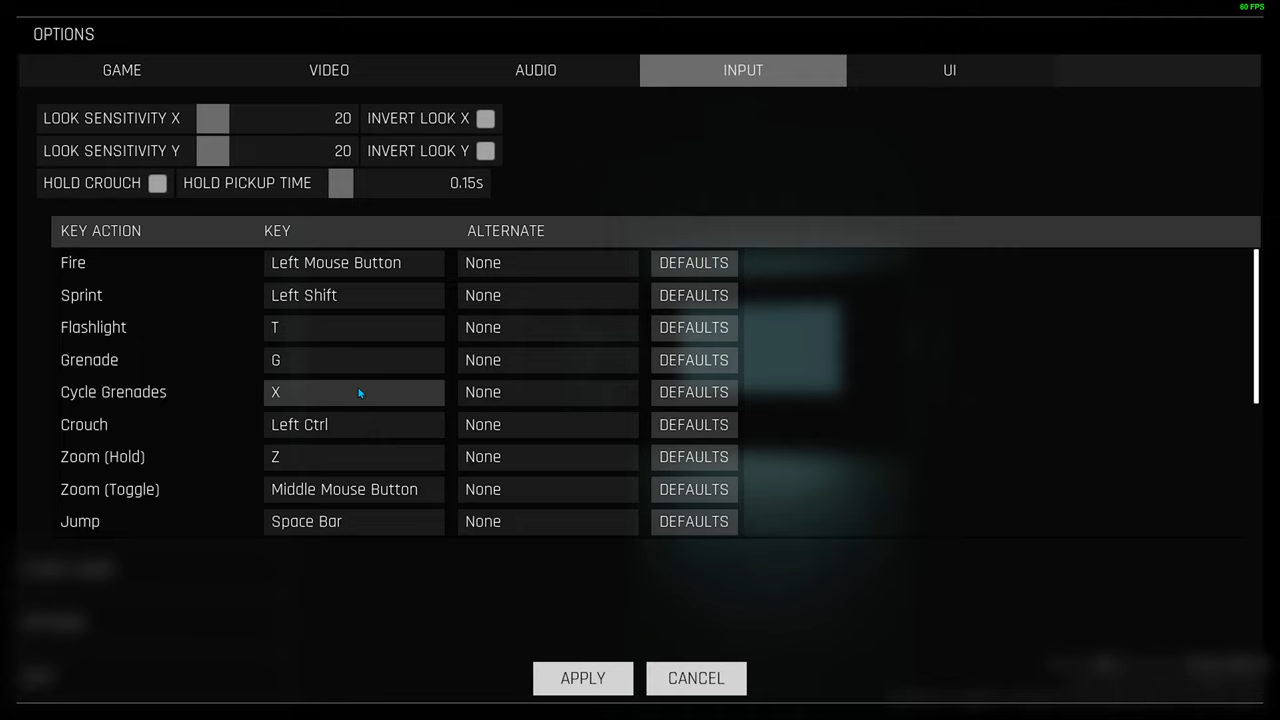 60 FPS
OPTIONS
GAME VIDEO AUDIO INPUT UI
LOOK SENSITIVITY X 20 INVERT LOOK X
LOOK SENSITIVITY Y 20 INVERT LOOK Y
HOLD CROUCH HOLD PICKUP TIME 0.15s
KEY ACTION KEY ALTERNATE
Fire Left Mouse Button None DEFAULTS
Sprint Left Shift None DEFAULTS
Flashlight T None DEFAULTS
Grenade G None DEFAULTS
Cycle Grenades X None DEFAULTS
Crouch Left Ctrl None DEFAULTS
Zoom (Hold) Z None DEFAULTS
Zoom (Toggle) Middle Mouse Button None DEFAULTS
Jump Space Bar None DEFAULTS
APPLY CANCEL